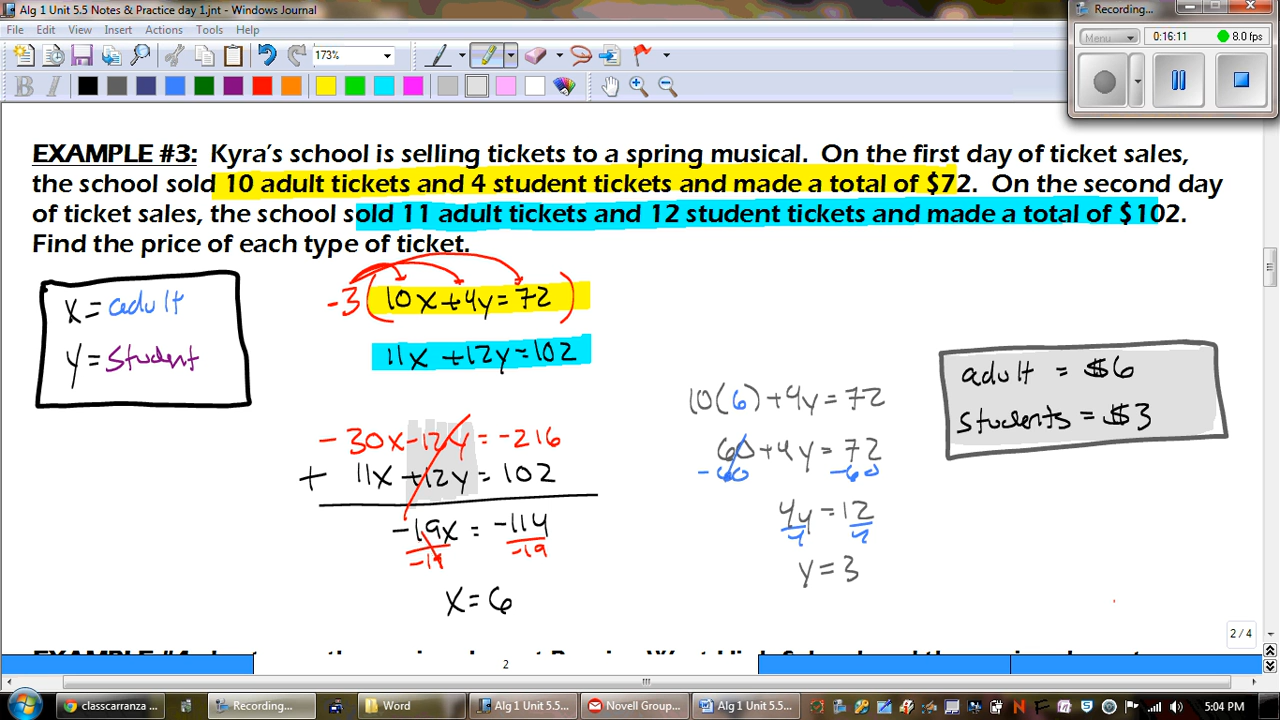 Alg 1 Unit 5.5 Notes & Practice day 1.jnt - Windows Journal
File Edit View Insert Actions Tools Help
Recording...
Menu 0:16:11 8.0 fps
173%
B I
EXAMPLE #3: Kyra's school is selling tickets to a spring musical. On the first day of ticket sales,
the school sold 10 adult tickets and 4 student tickets and made a total of $72. On the second day
of ticket sales, the school sold 11 adult tickets and 12 student tickets and made a total of $102.
Find the price of each type of ticket.
x = adult
y = student
-3(10x+4y=72)
11x +12y=102
-30x-12y = -216
+ 11x +12y = 102
-19x = -114
-19 -19
x = 6
10(6)+4y = 72
60+4y = 72
-60 -60
4y = 12
4 4
y = 3
adult = $6
students = $3
2 / 4
2
classcarranza ... Recording... Word Alg 1 Unit 5.5 ... Novell Group... Alg 1 Unit 5.5 ... 5:04 PM